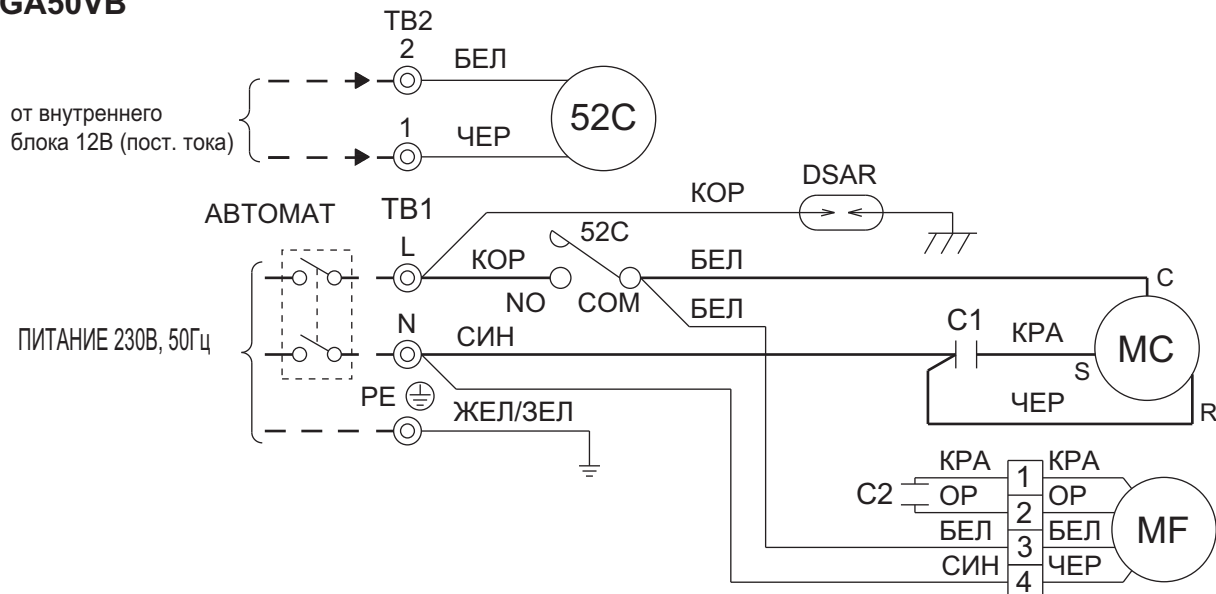 GA50VB
TB2
2
БЕЛ
52C
от внутреннего
блока 12В (пост. тока)
1
ЧЕР
DSAR
КОР
АВТОМАТ
TB1
L
КОР
52C
БЕЛ
C
NO
COM
БЕЛ
ПИТАНИЕ 230В, 50Гц
N
СИН
C1
КРА
MC
S
PE
ЖЕЛ/ЗЕЛ
ЧЕР
R
КРА
1
КРА
C2
ОР
2
ОР
MF
БЕЛ
3
БЕЛ
СИН
4
ЧЕР